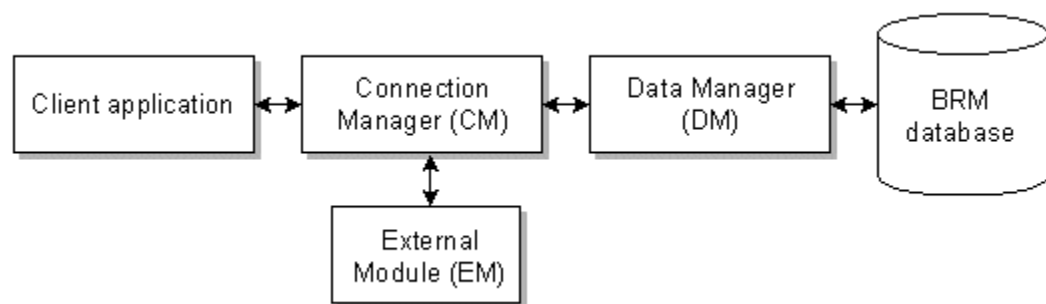 Client application
Connection
Manager (CM)
Data Manager
(DM)
BRM
database
External
Module (EM)